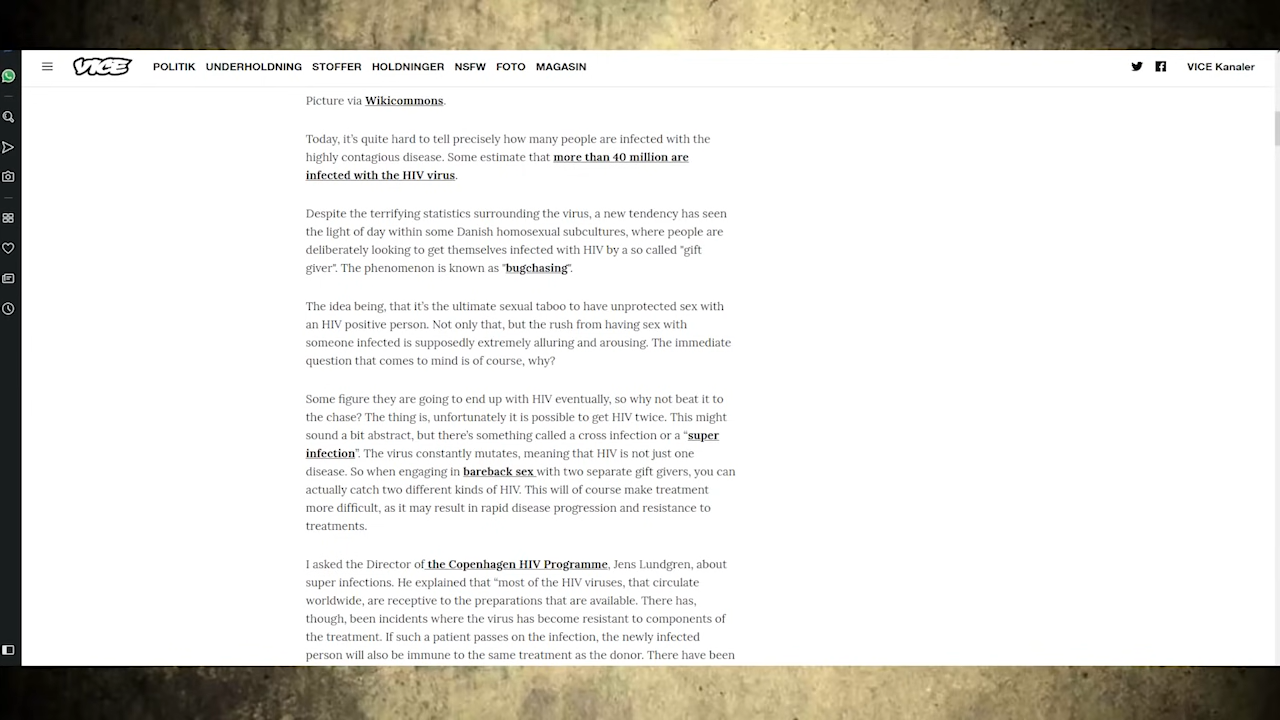 VICE
POLITIK UNDERHOLDNING STOFFER HOLDNINGER NSFW FOTO MAGASIN
VICE Kanaler
Picture via Wikicommons.
Today, it's quite hard to tell precisely how many people are infected with the
highly contagious disease. Some estimate that more than 40 million are
infected with the HIV virus.
Despite the terrifying statistics surrounding the virus, a new tendency has seen
the light of day within some Danish homosexual subcultures, where people are
deliberately looking to get themselves infected with HIV by a so called "gift
giver". The phenomenon is known as "bugchasing".
The idea being, that it's the ultimate sexual taboo to have unprotected sex with
an HIV positive person. Not only that, but the rush from having sex with
someone infected is supposedly extremely alluring and arousing. The immediate
question that comes to mind is of course, why?
Some figure they are going to end up with HIV eventually, so why not beat it to
the chase? The thing is, unfortunately it is possible to get HIV twice. This might
sound a bit abstract, but there's something called a cross infection or a “super
infection”. The virus constantly mutates, meaning that HIV is not just one
disease. So when engaging in bareback sex with two separate gift givers, you can
actually catch two different kinds of HIV. This will of course make treatment
more difficult, as it may result in rapid disease progression and resistance to
treatments.
I asked the Director of the Copenhagen HIV Programme, Jens Lundgren, about
super infections. He explained that “most of the HIV viruses, that circulate
worldwide, are receptive to the preparations that are available. There has,
though, been incidents where the virus has become resistant to components of
the treatment. If such a patient passes on the infection, the newly infected
person will also be immune to the same treatment as the donor. There have been